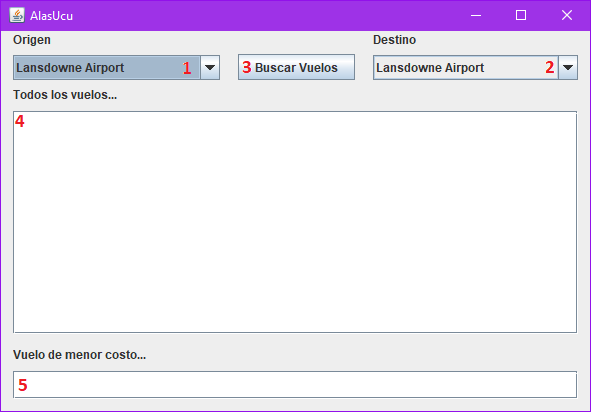 AlasUcu
Origen
Destino
Lansdowne Airport 1
3 Buscar Vuelos
Lansdowne Airport 2
Todos los vuelos...
4
Vuelo de menor costo...
5